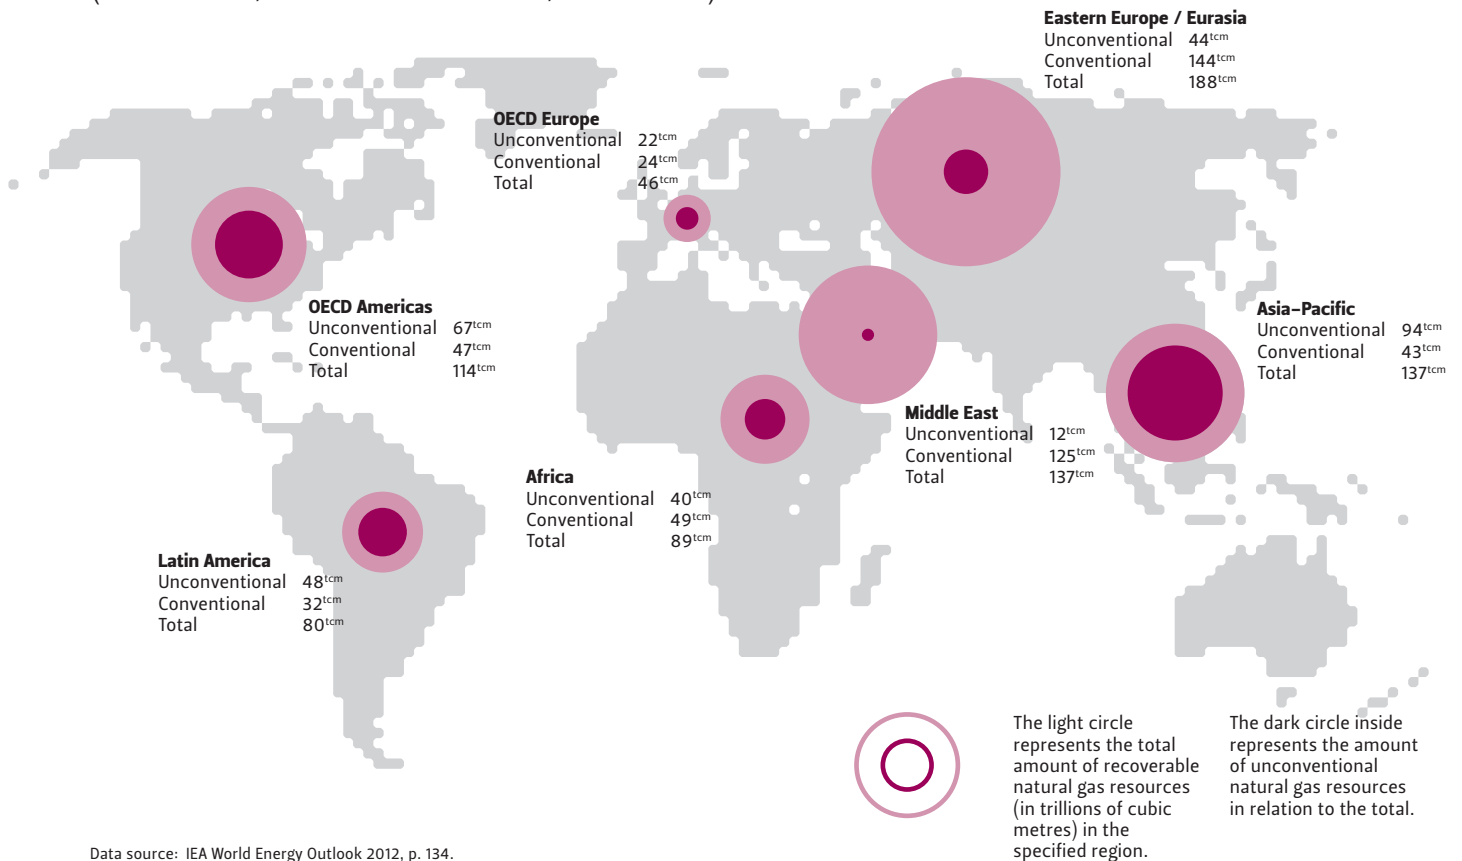 Eastern Europe / Eurasia
Unconventional 44tcm
Conventional 144tcm
Total 188tcm
OECD Europe
Unconventional 22tcm
Conventional 24tcm
Total 46tcm
OECD Americas
Unconventional 67tcm
Conventional 47tcm
Total 114tcm
Asia–Pacific
Unconventional 94tcm
Conventional 43tcm
Total 137tcm
Middle East
Unconventional 12tcm
Conventional 125tcm
Total 137tcm
Africa
Unconventional 40tcm
Conventional 49tcm
Total 89tcm
Latin America
Unconventional 48tcm
Conventional 32tcm
Total 80tcm
The light circle
represents the total
amount of recoverable
natural gas resources
(in trillions of cubic
metres) in the
specified region.
The dark circle inside
represents the amount
of unconventional
natural gas resources
in relation to the total.
Data source: IEA World Energy Outlook 2012, p. 134.